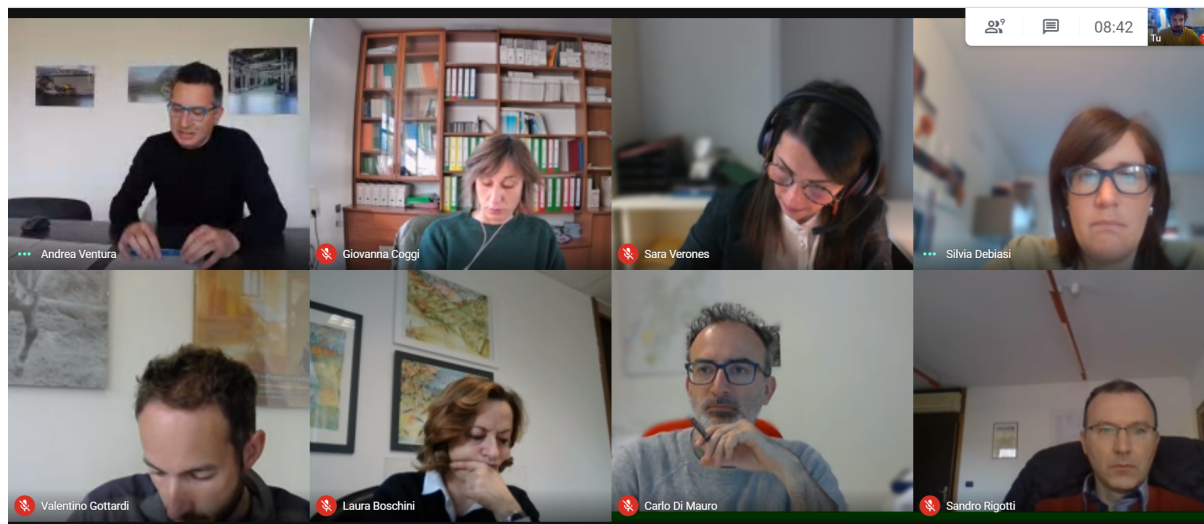 9
08:42
Tu
Andrea Ventura
Giovanna Coggi
Sara Verones
Silvia Debiasi
Valentino Gottardi
Laura Boschini
Carlo Di Mauro
Sandro Rigotti